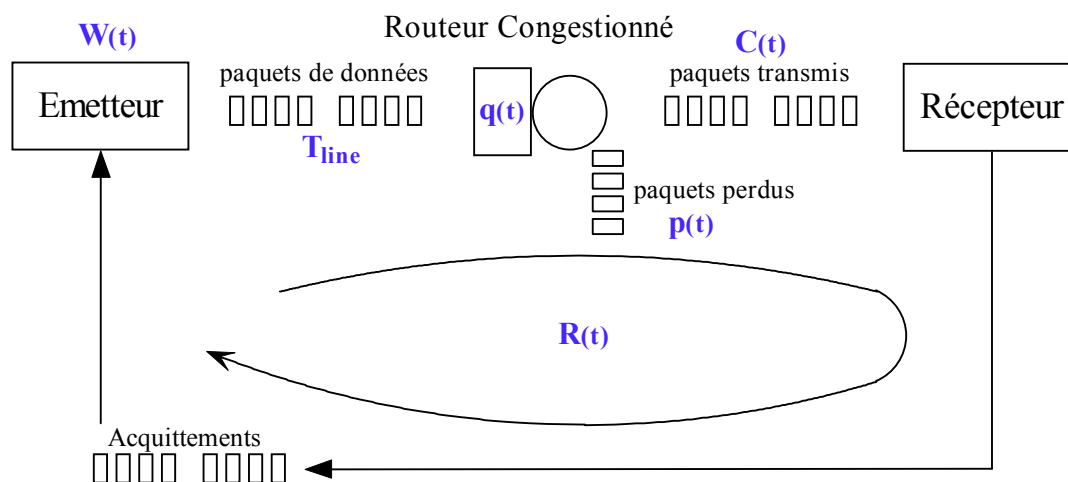 W(t)
Routeur Congestionné
C(t)
Emetteur
paquets de données
q(t)
paquets transmis
Récepteur
Tline
paquets perdus
p(t)
R(t)
Acquittements